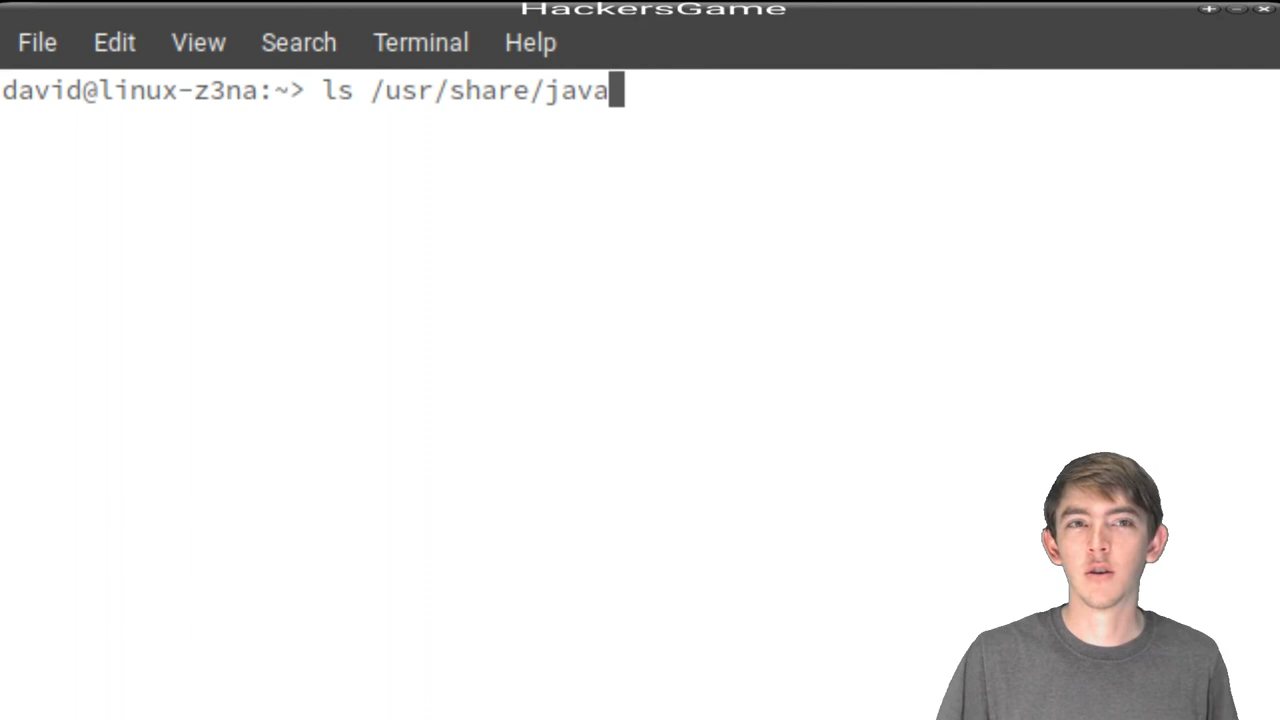 HackersGame
File Edit View Search Terminal Help
david@linux-z3na:~> ls /usr/share/java